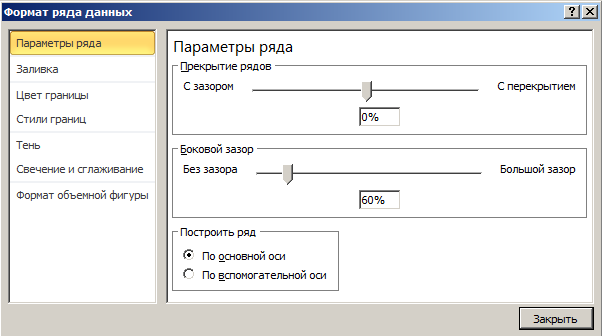 Формат ряда данных
Параметры ряда
Заливка
Цвет границы
Стили границ
Тень
Свечение и сглаживание
Формат объемной фигуры
Параметры ряда
Прекрытие рядов
С зазором
С перекрытием
0%
Боковой зазор
Без зазора
Большой зазор
60%
Построить ряд
По основной оси
По вспомогательной оси
Закрыть